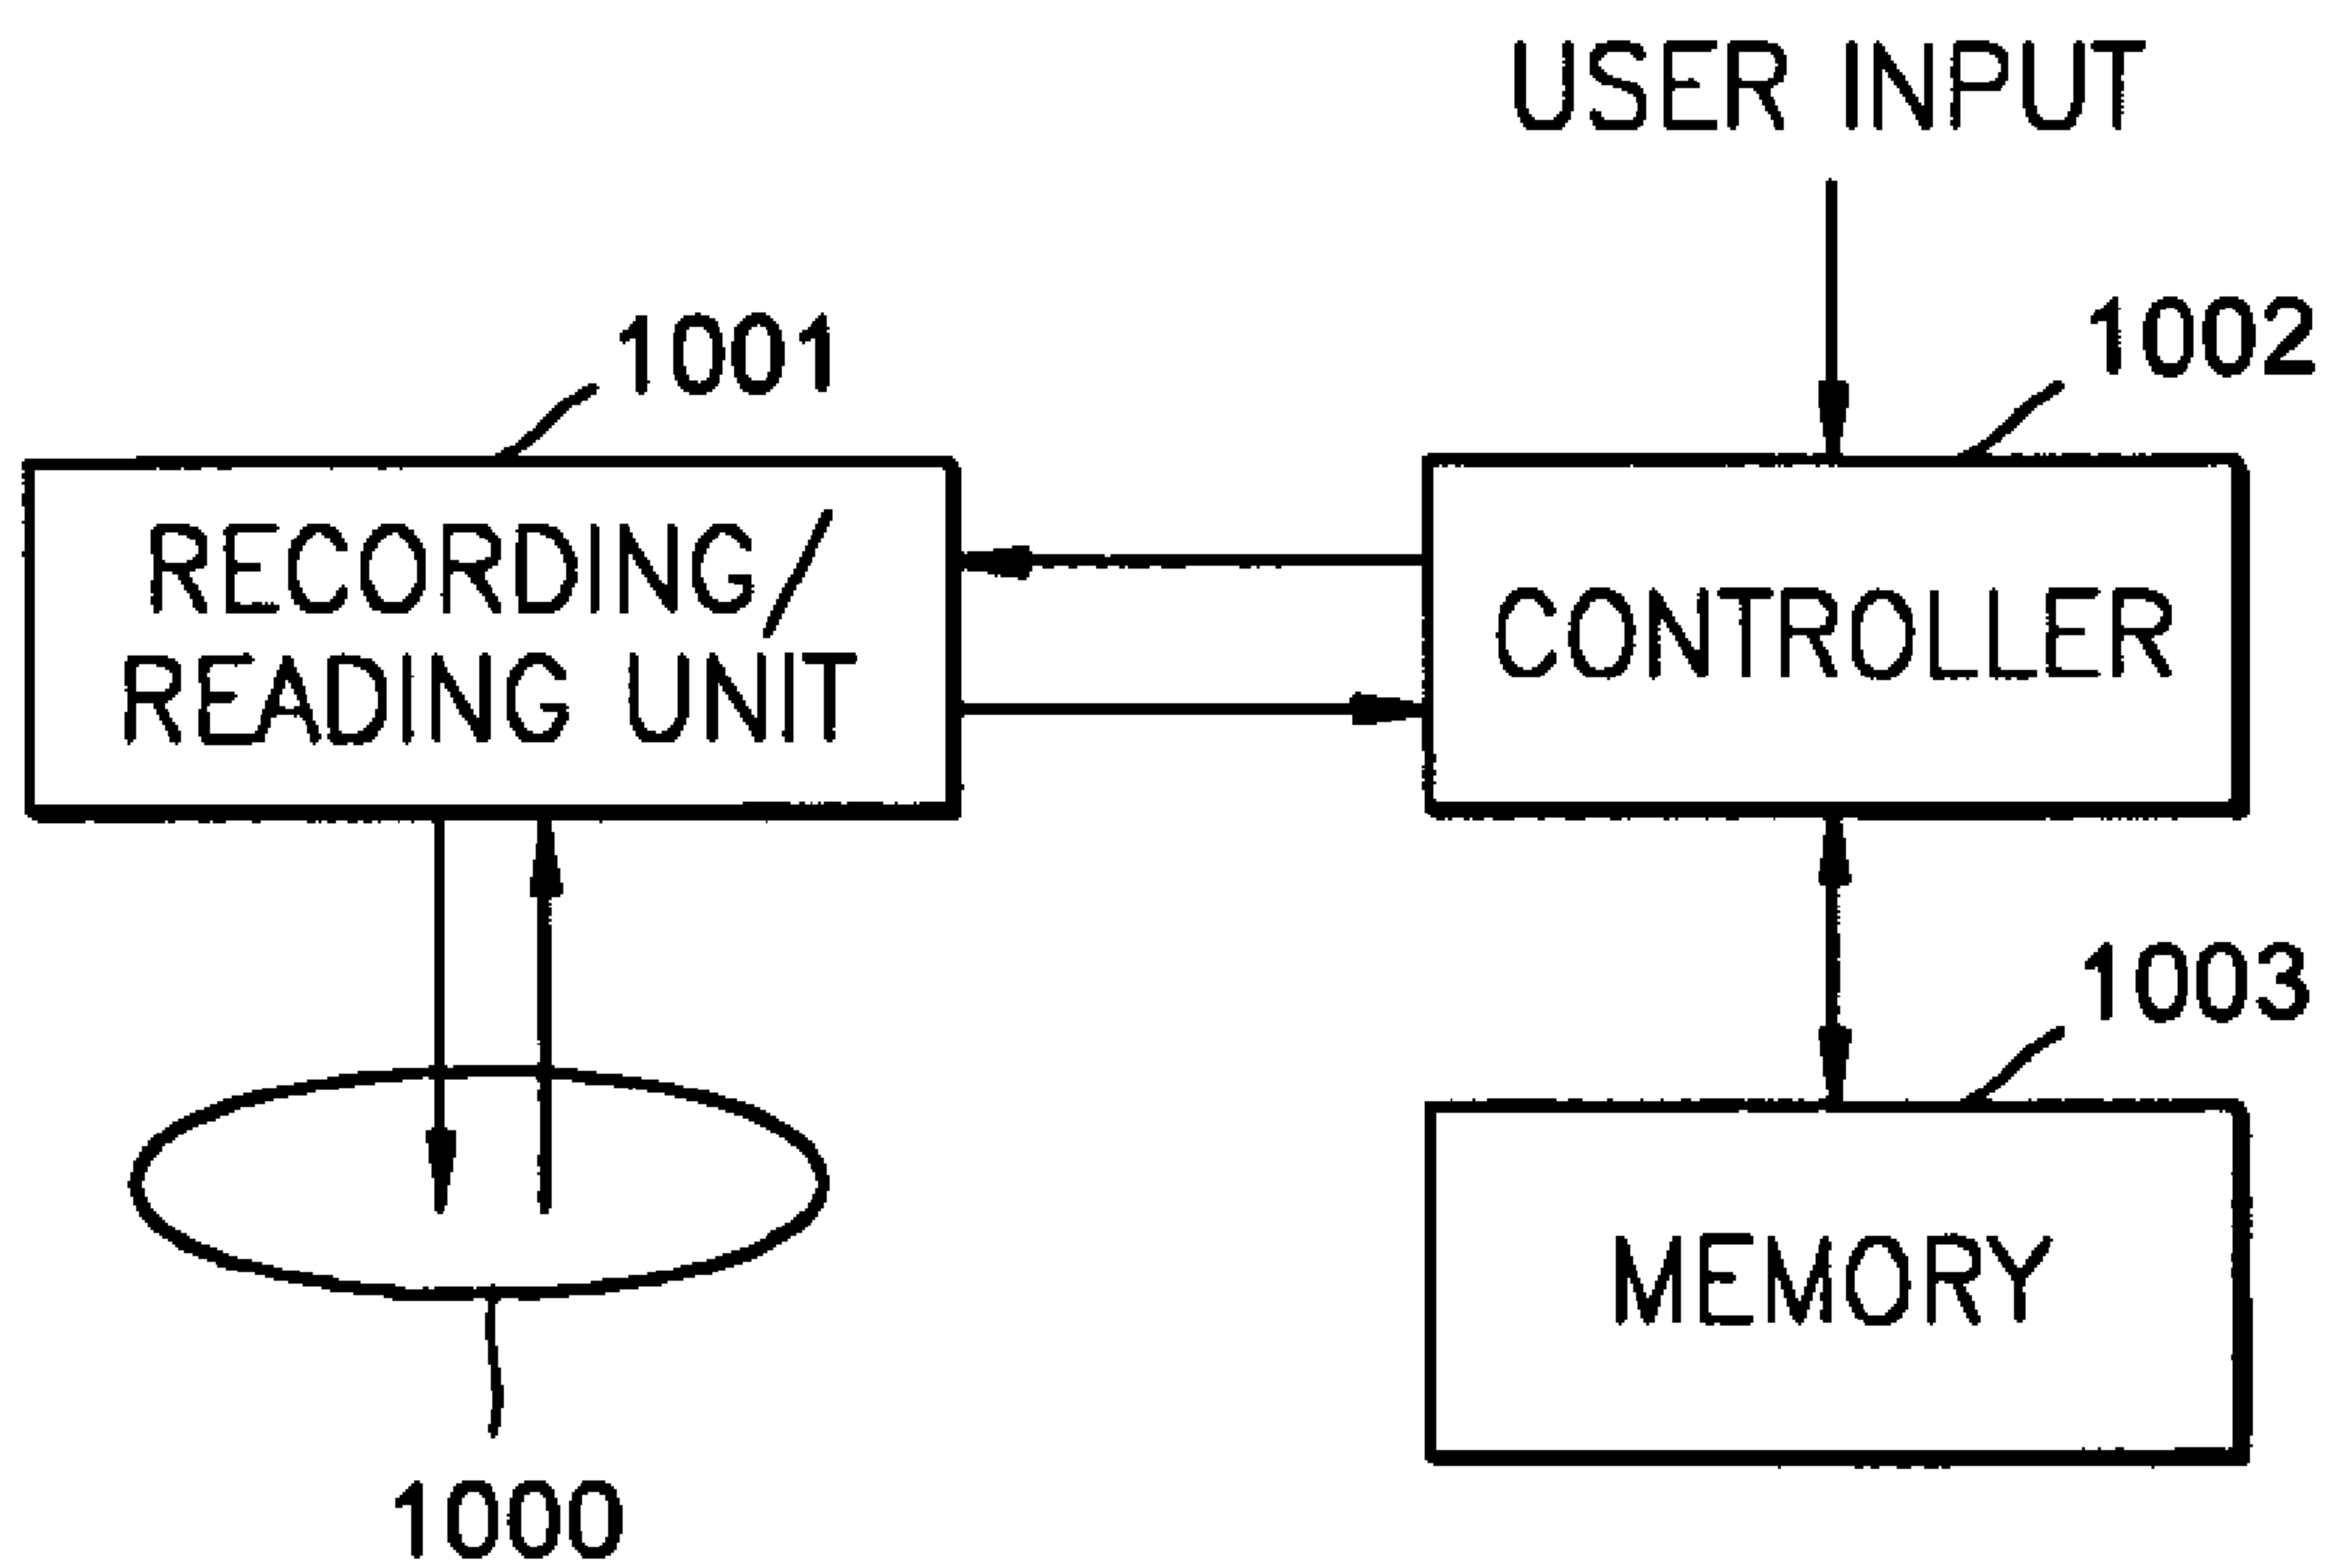 USER INPUT
1001
1002
RECORDING/
READING UNIT
CONTROLLER
1003
MEMORY
1000